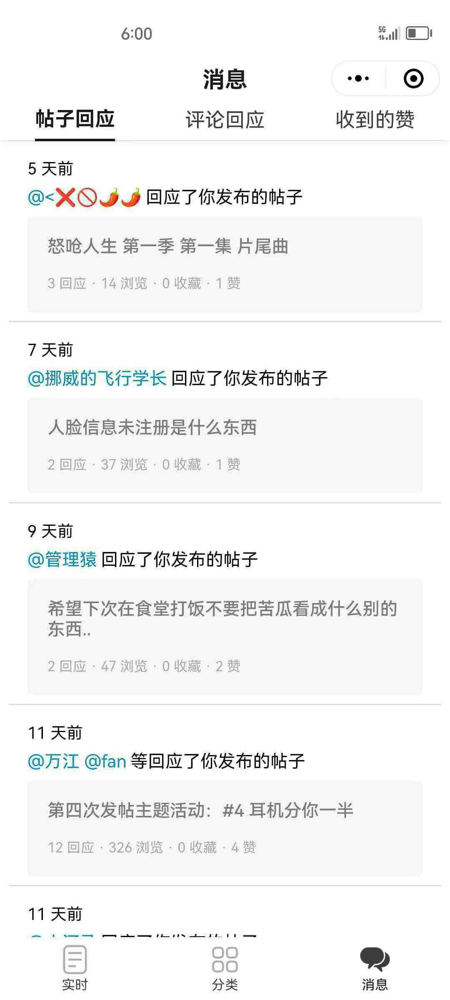 6:00
5G
消息
帖子回应 评论回应 收到的赞
5 天前
@<❌🚫🌶🌶 回应了你发布的帖子
怒呛人生 第一季 第一集 片尾曲
3 回应 · 14 浏览 · 0 收藏 · 1 赞
7 天前
@挪威的飞行学长 回应了你发布的帖子
人脸信息未注册是什么东西
2 回应 · 37 浏览 · 0 收藏 · 1 赞
9 天前
@管理猿 回应了你发布的帖子
希望下次在食堂打饭不要把苦瓜看成什么别的
东西..
2 回应 · 47 浏览 · 0 收藏 · 2 赞
11 天前
@万江 @fan 等回应了你发布的帖子
第四次发帖主题活动：#4 耳机分你一半
12 回应 · 326 浏览 · 0 收藏 · 4 赞
11 天前
回应了你发布的帖子
实时 分类 消息